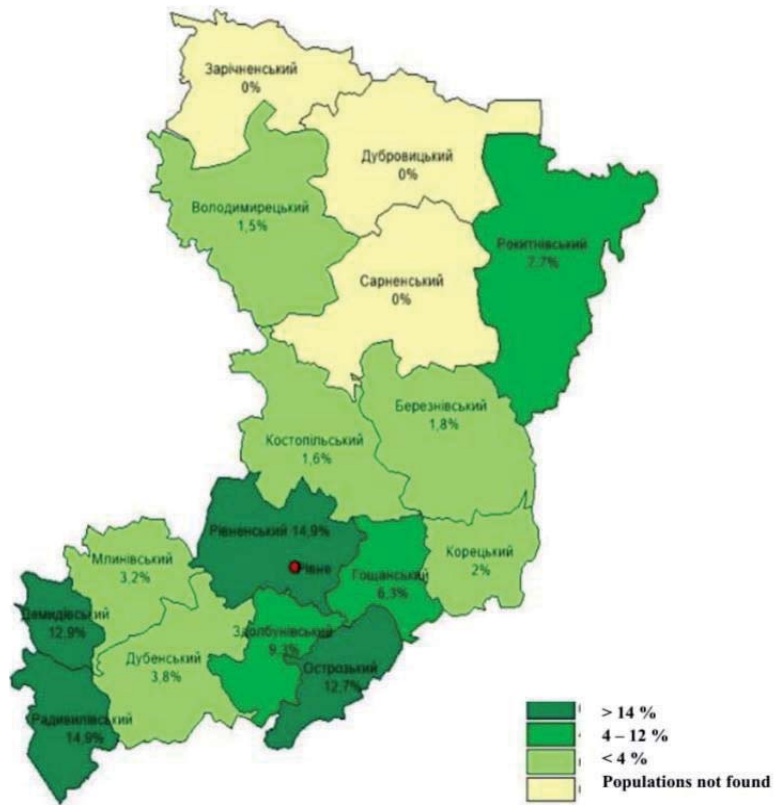 Зарічненський
0%
Дубровицький
0%
Володимирецький
1,5%
Рокитнівський
7,7%
Сарненський
0%
Березнівський
1,8%
Костопільський
1,6%
Рівненський 14,9%
Рівне
Млинівський
3,2%
Гощанський
6,3%
Корецький
2%
Демидівський
12,9%
Здолбунівський
9,3%
Дубенський
3,8%
Острозький
12,7%
Радивилівський
14,9%
> 14 %
4 – 12 %
< 4 %
Populations not found